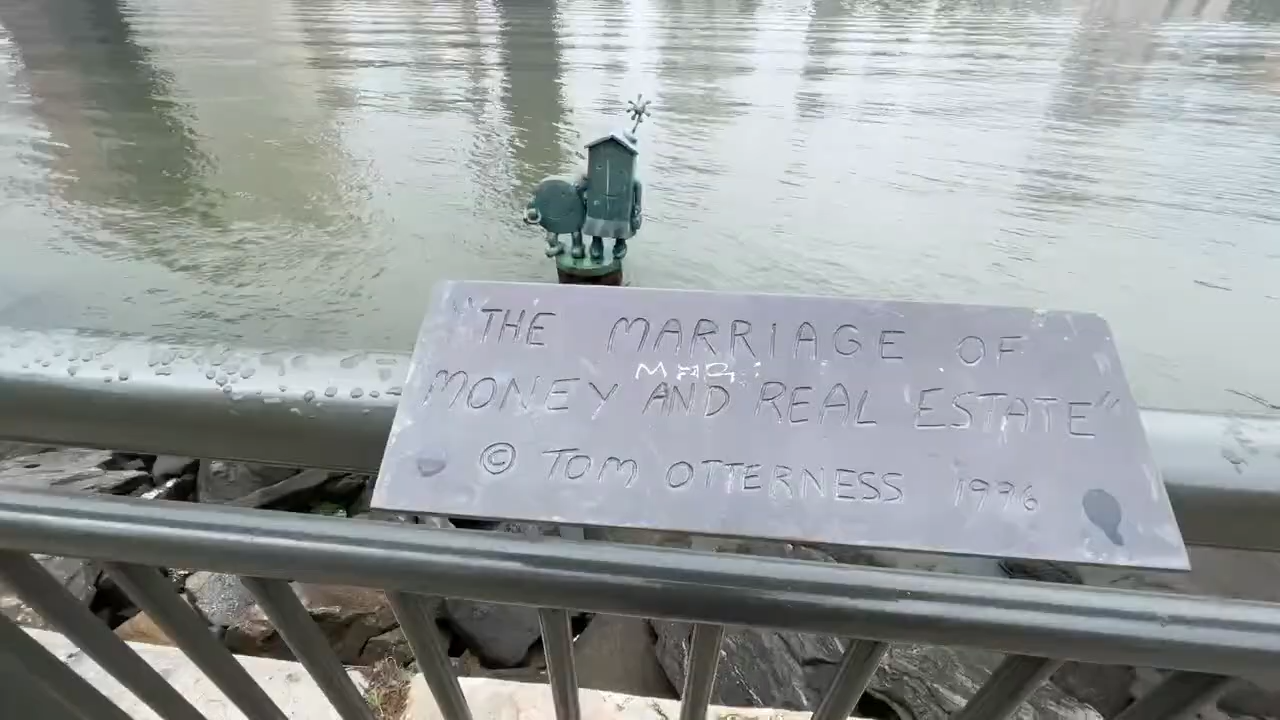 "THE MARRIAGE OF
MONEY AND REAL ESTATE"
© TOM OTTERNESS 1996